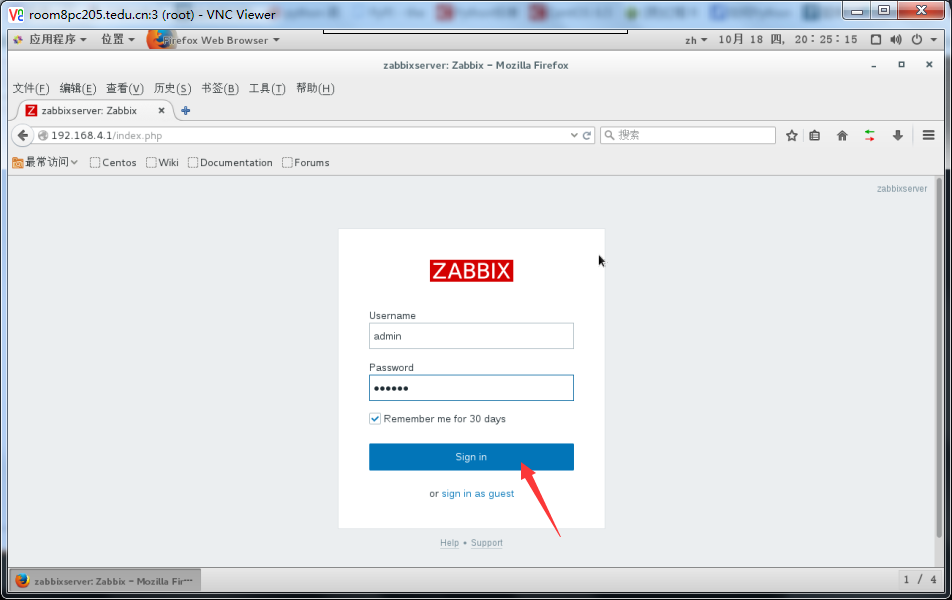 room8pc205.tedu.cn:3 (root) - VNC Viewer
应用程序 位置 Firefox Web Browser zh 10月 18 四, 20:25:15
zabbixserver: Zabbix - Mozilla Firefox
文件(F) 编辑(E) 查看(V) 历史(S) 书签(B) 工具(T) 帮助(H)
zabbixserver: Zabbix
192.168.4.1/index.php 搜索
最常访问 Centos Wiki Documentation Forums
zabbixserver
ZABBIX
Username
admin
Password
••••••
Remember me for 30 days
Sign in
or sign in as guest
Help • Support
zabbixserver: Zabbix - Mozilla Fir··· 1 / 4